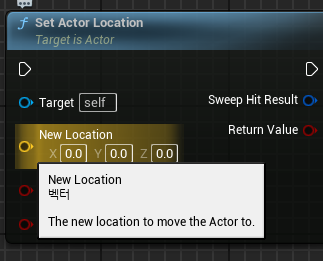 Set Actor Location
Target is Actor
Target self
Sweep Hit Result
New Location
Return Value
X 0.0 Y 0.0 Z 0.0
New Location
벡터
The new location to move the Actor to.